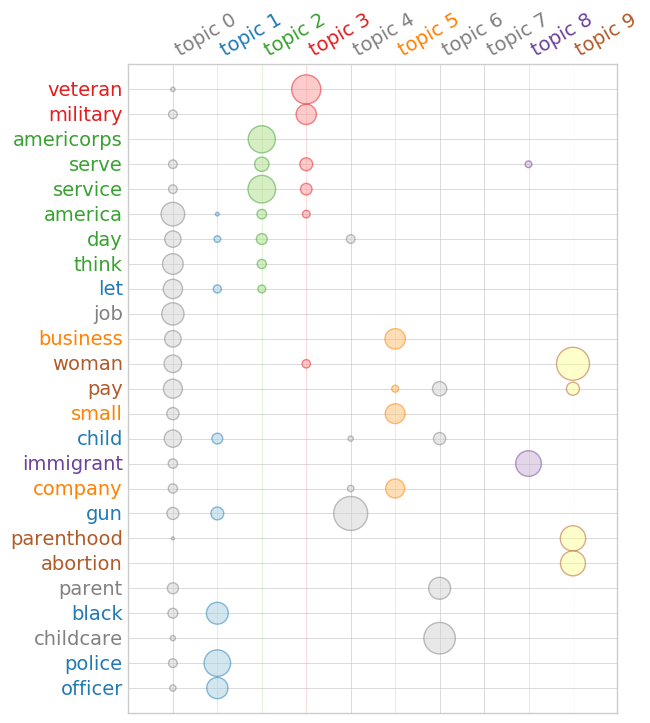 topic 0 topic 1 topic 2 topic 3 topic 4 topic 5 topic 6 topic 7 topic 8 topic 9
veteran
military
americorps
serve
service
america
day
think
let
job
business
woman
pay
small
child
immigrant
company
gun
parenthood
abortion
parent
black
childcare
police
officer